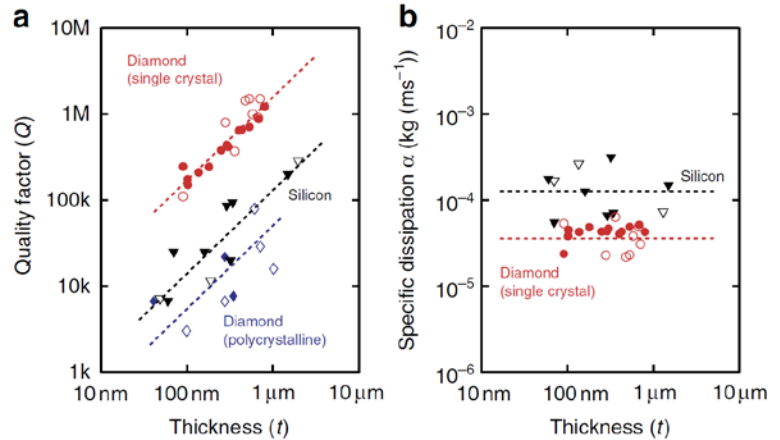 a
Quality factor (Q)
10M
1M
100k
10k
1k
Diamond
(single crystal)
Silicon
Diamond
(polycrystalline)
10 nm
100 nm
1 μm
10 μm
Thickness (t)
b
Specific dissipation α (kg (ms⁻¹))
10⁻²
10⁻³
10⁻⁴
10⁻⁵
10⁻⁶
Silicon
Diamond
(single crystal)
10 nm
100 nm
1 μm
10 μm
Thickness (t)